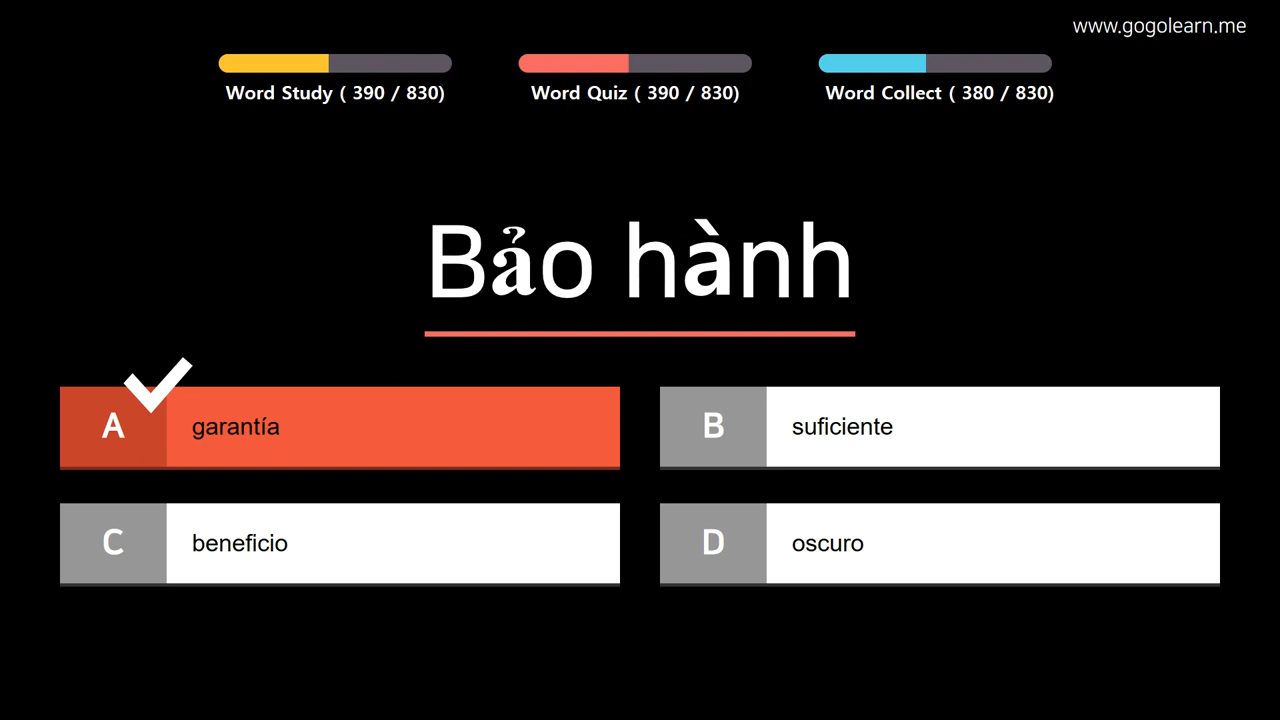 www.gogolearn.me
Word Study ( 390 / 830)
Word Quiz ( 390 / 830)
Word Collect ( 380 / 830)
Bảo hành
A garantía
B suficiente
C beneficio
D oscuro